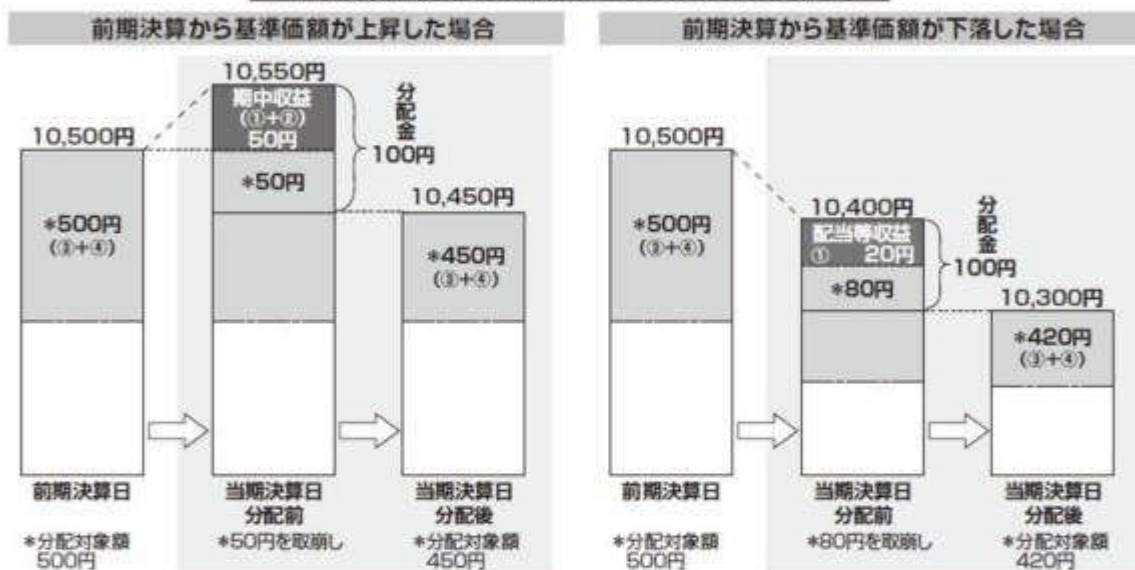 前期決算から基準価額が上昇した場合
10,500円
*500円
(③+④)
前期決算日
*分配対象額
500円
10,550円
期中収益
(①+②)
50円
*50円
分配金
100円
当期決算日
分配前
*50円を取崩し
10,450円
*450円
(③+④)
当期決算日
分配後
*分配対象額
450円
前期決算から基準価額が下落した場合
10,500円
*500円
(③+④)
前期決算日
*分配対象額
500円
10,400円
配当等収益
① 20円
*80円
分配金
100円
当期決算日
分配前
*80円を取崩し
10,300円
*420円
(③+④)
当期決算日
分配後
*分配対象額
420円